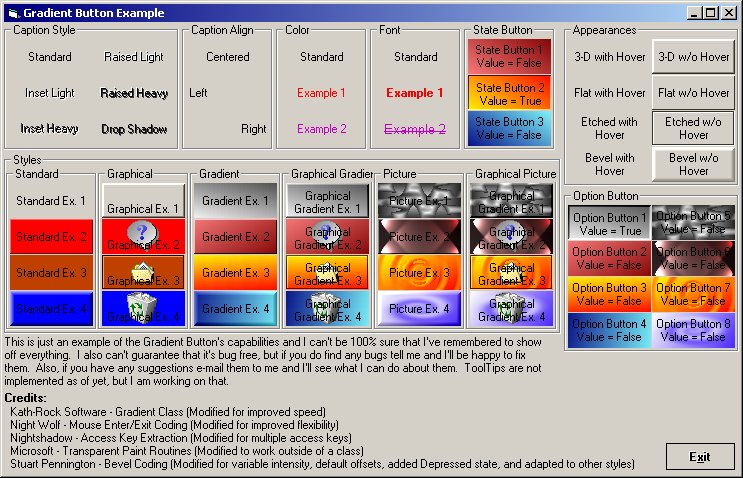 Gradient Button Example
Caption Style
Standard
Raised Light
Inset Light
Raised Heavy
Inset Heavy
Drop Shadow
Caption Align
Centered
Left
Right
Color
Standard
Example 1
Example 2
Font
Standard
Example 1
Example 2
State Button
State Button 1
Value = False
State Button 2
Value = True
State Button 3
Value = False
Appearances
3-D with Hover
3-D w/o Hover
Flat with Hover
Flat w/o Hover
Etched with
Hover
Etched w/o
Hover
Bevel with
Hover
Bevel w/o
Hover
Styles
Standard
Standard Ex. 1
Standard Ex. 2
Standard Ex. 3
Standard Ex. 4
Graphical
Graphical Ex. 1
Graphical Ex. 2
Graphical Ex. 3
Graphical Ex. 4
Gradient
Gradient Ex. 1
Gradient Ex. 2
Gradient Ex. 3
Gradient Ex. 4
Graphical Gradier
Graphical
Gradient Ex. 1
Graphical
Gradient Ex. 2
Graphical
Gradient Ex. 3
Graphical
Gradient Ex. 4
Picture
Picture Ex. 1
Picture Ex. 2
Picture Ex. 3
Picture Ex. 4
Graphical Picture
Graphical
Gradient Ex. 1
Graphical
Gradient Ex. 2
Graphical
Gradient Ex. 3
Graphical
Gradient Ex. 4
Option Button
Option Button 1
Value = True
Option Button 5
Value = False
Option Button 2
Value = False
Option Button 6
Value = False
Option Button 3
Value = False
Option Button 7
Value = False
Option Button 4
Value = False
Option Button 8
Value = False
This is just an example of the Gradient Button's capabilities and I can't be 100% sure that I've remembered to show
off everything.  I also can't guarantee that it's bug free, but if you do find any bugs tell me and I'll be happy to fix
them.  Also, if you have any suggestions e-mail them to me and I'll see what I can do about them.  ToolTips are not
implemented as of yet, but I am working on that.
Credits:
Kath-Rock Software - Gradient Class (Modified for improved speed)
Night Wolf - Mouse Enter/Exit Coding (Modified for improved flexibility)
Nightshadow - Access Key Extraction (Modified for multiple access keys)
Microsoft - Transparent Paint Routines (Modified to work outside of a class)
Stuart Pennington - Bevel Coding (Modified for variable intensity, default offsets, added Depressed state, and adapted to other styles)
Exit